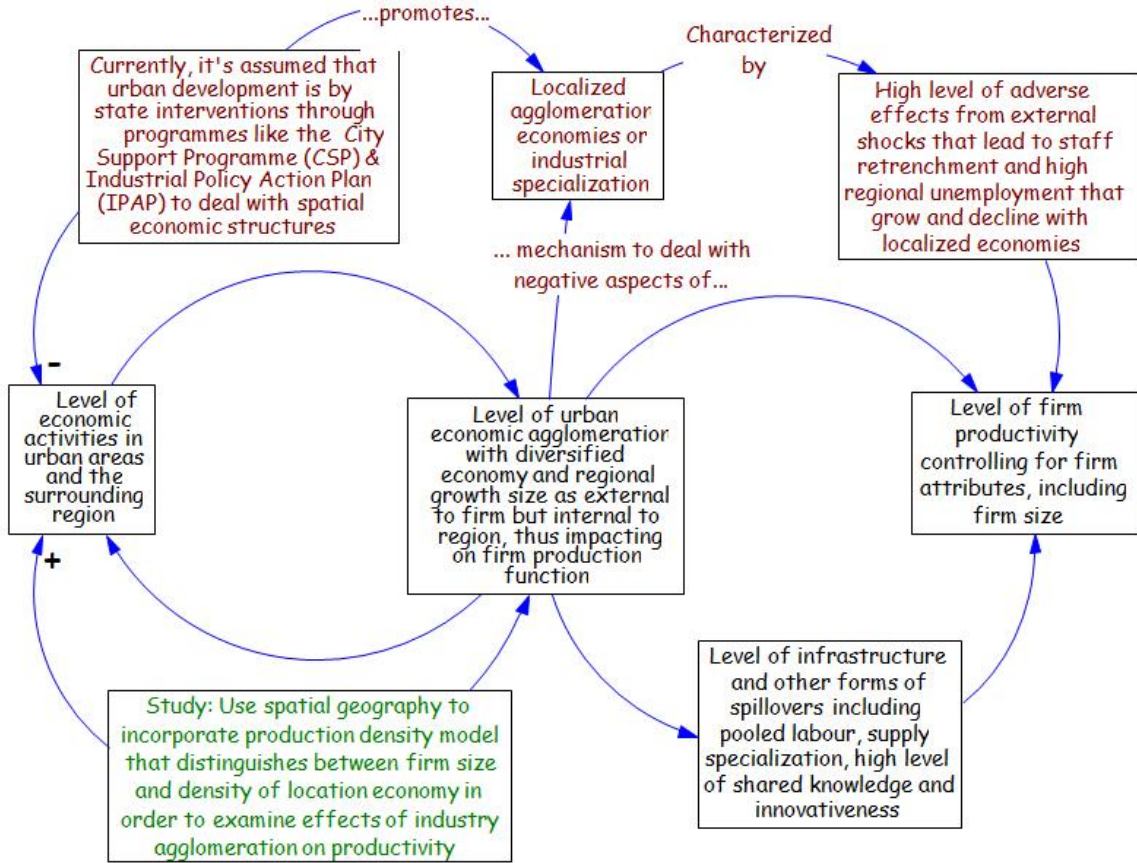 ...promotes...
Currently, it's assumed that
urban development is by
state interventions through
programmes like the City
Support Programme (CSP) &
Industrial Policy Action Plan
(IPAP) to deal with spatial
economic structures
Localized
agglomeration
economies or
industrial
specialization
Characterized
by
High level of adverse
effects from external
shocks that lead to staff
retrenchment and high
regional unemployment that
grow and decline with
localized economies
... mechanism to deal with
negative aspects of...
-
Level of
economic
activities in
urban areas
and the
surrounding
region
+
Level of urban
economic agglomeration
with diversified
economy and regional
growth size as external
to firm but internal to
region, thus impacting
on firm production
function
Level of firm
productivity
controlling for firm
attributes, including
firm size
Study: Use spatial geography to
incorporate production density model
that distinguishes between firm size
and density of location economy in
order to examine effects of industry
agglomeration on productivity
Level of infrastructure
and other forms of
spillovers including
pooled labour, supply
specialization, high level
of shared knowledge and
innovativeness